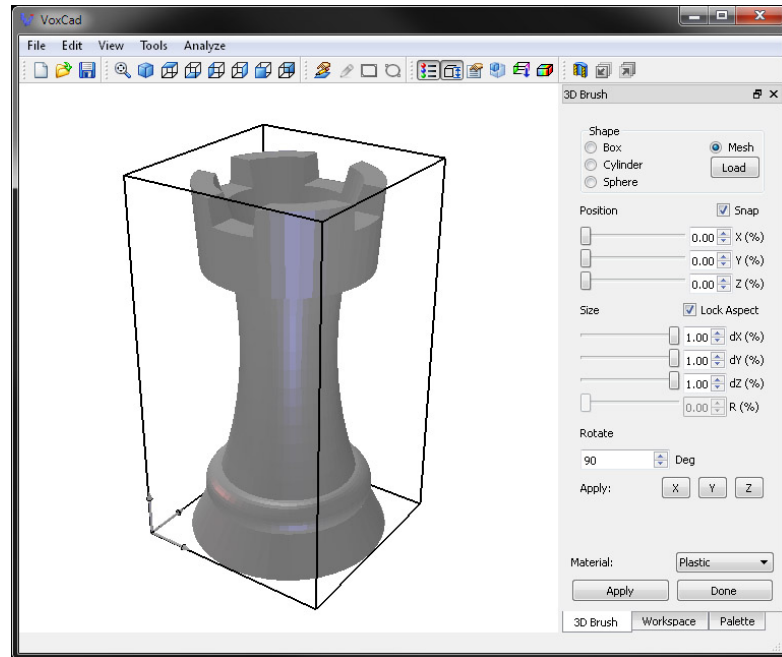 VoxCad
File Edit View Tools Analyze
3D Brush
Shape
Box Mesh
Cylinder Load
Sphere
Position Snap
0.00 X (%)
0.00 Y (%)
0.00 Z (%)
Size Lock Aspect
1.00 dX (%)
1.00 dY (%)
1.00 dZ (%)
0.00 R (%)
Rotate
90 Deg
Apply: X Y Z
Material: Plastic
Apply Done
3D Brush Workspace Palette